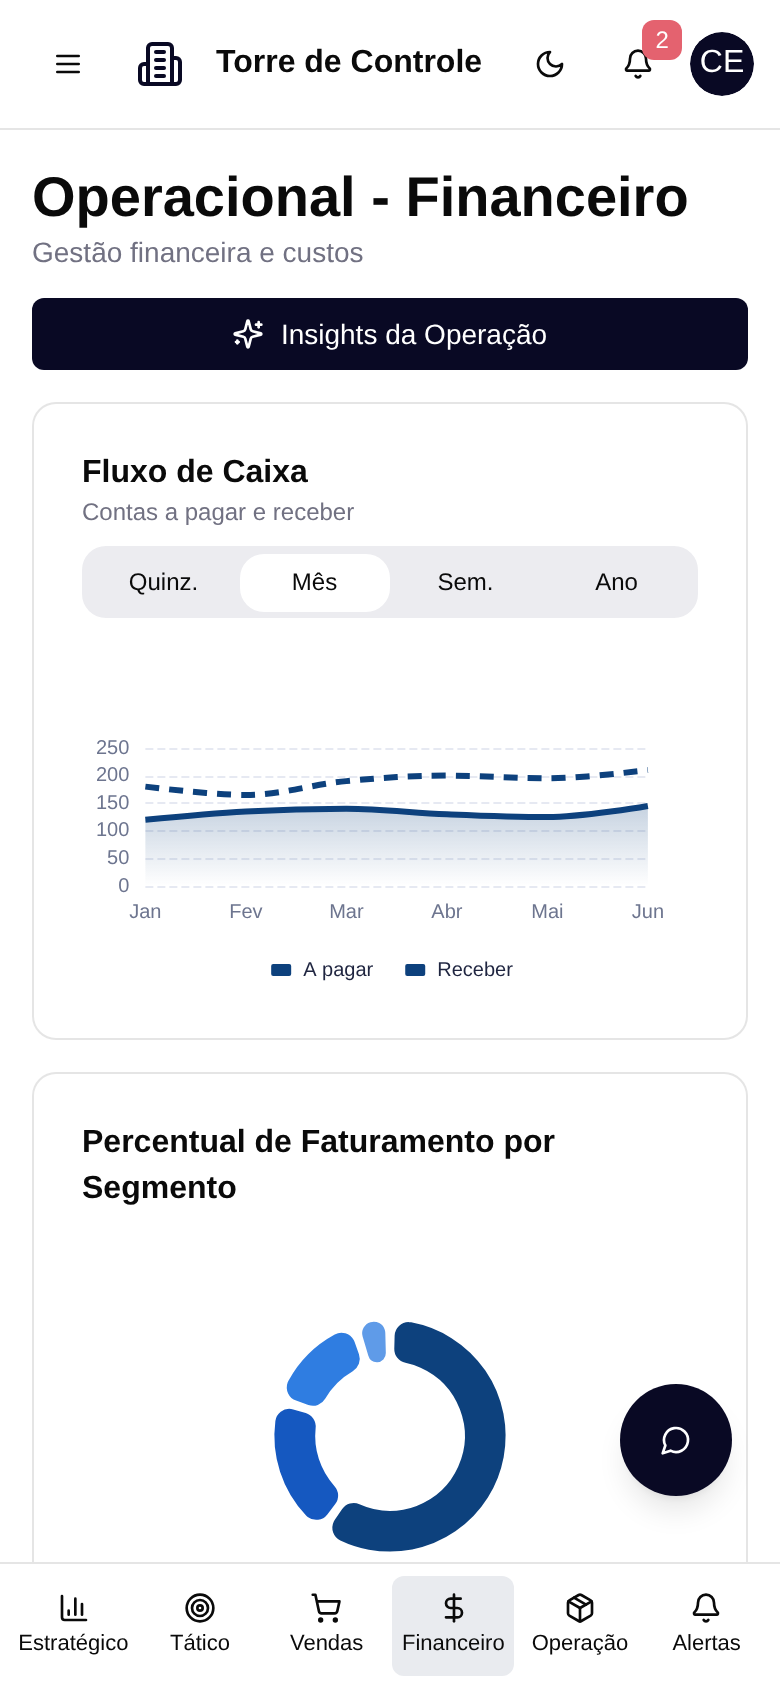 Torre de Controle
2
CE
Operacional - Financeiro
Gestão financeira e custos
Insights da Operação
Fluxo de Caixa
Contas a pagar e receber
Quinz. Mês Sem. Ano
250
200
150
100
50
0
Jan Fev Mar Abr Mai Jun
A pagar Receber
Percentual de Faturamento por
Segmento
Estratégico Tático Vendas Financeiro Operação Alertas